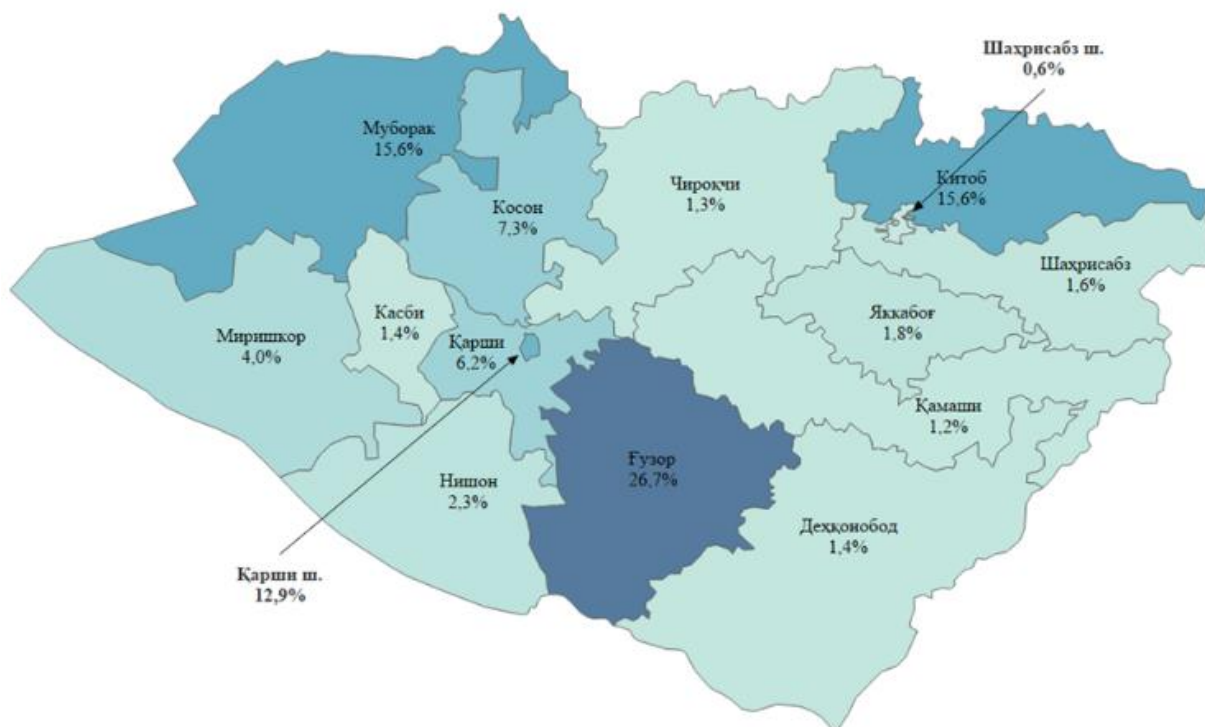 Шаҳрисабз ш.
0,6%
Муборак
15,6%
Китоб
15,6%
Чироқчи
1,3%
Косон
7,3%
Шаҳрисабз
1,6%
Касби
1,4%
Яккабоғ
1,8%
Миришкор
4,0%
Қарши
6,2%
Қамаши
1,2%
Ғузор
26,7%
Нишон
2,3%
Деҳқонобод
1,4%
Қарши ш.
12,9%